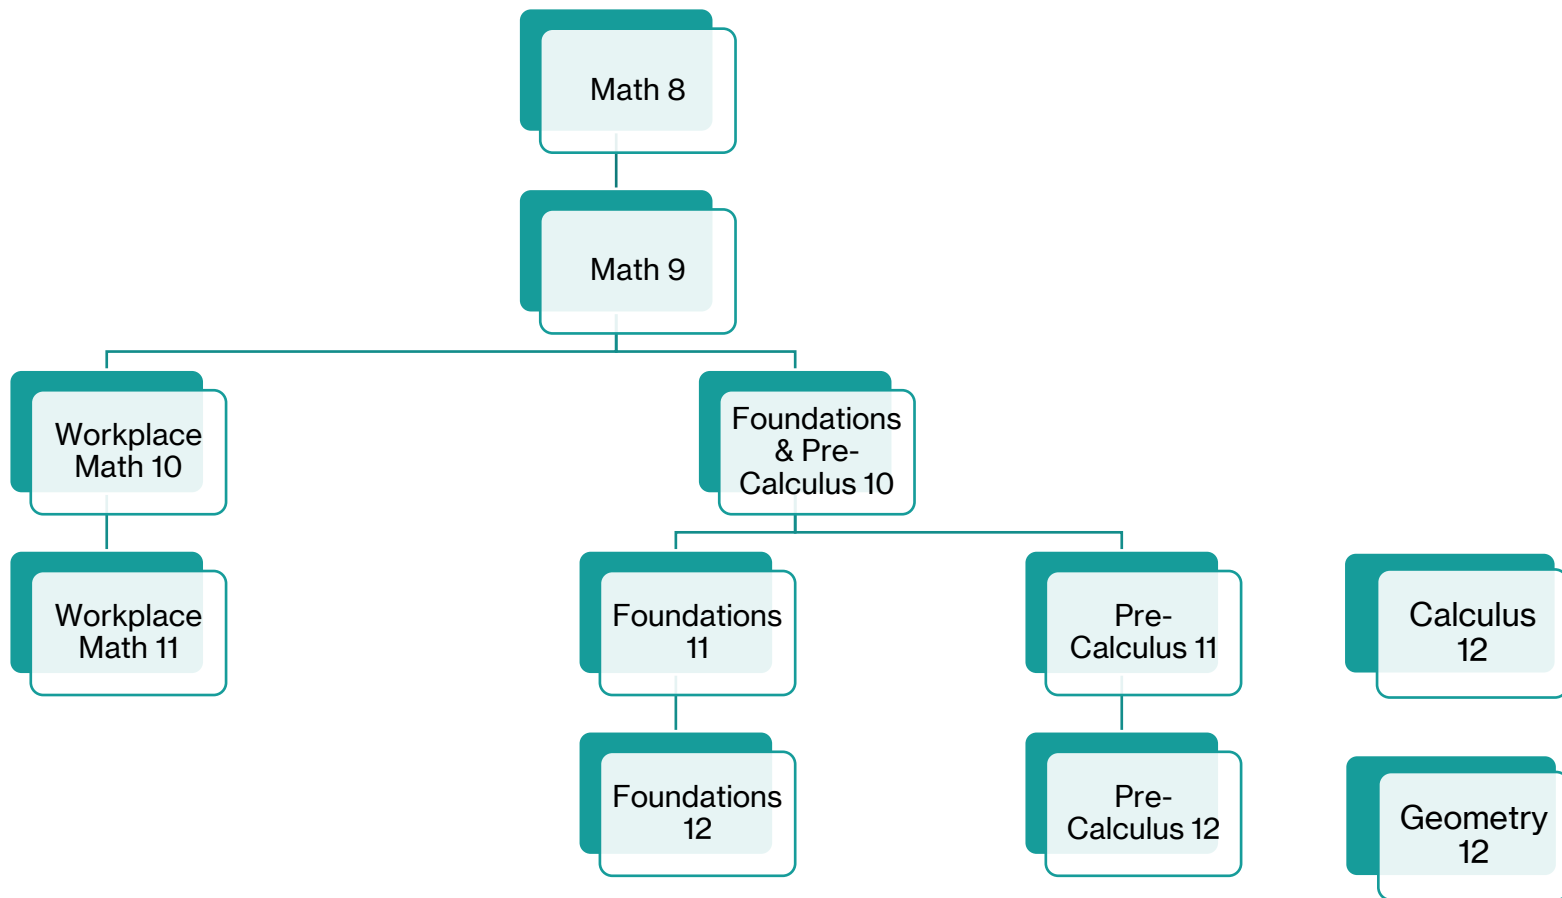 Math 8
Math 9
Workplace
Math 10
Foundations
& Pre-
Calculus 10
Workplace
Math 11
Foundations
11
Pre-
Calculus 11
Calculus
12
Foundations
12
Pre-
Calculus 12
Geometry
12